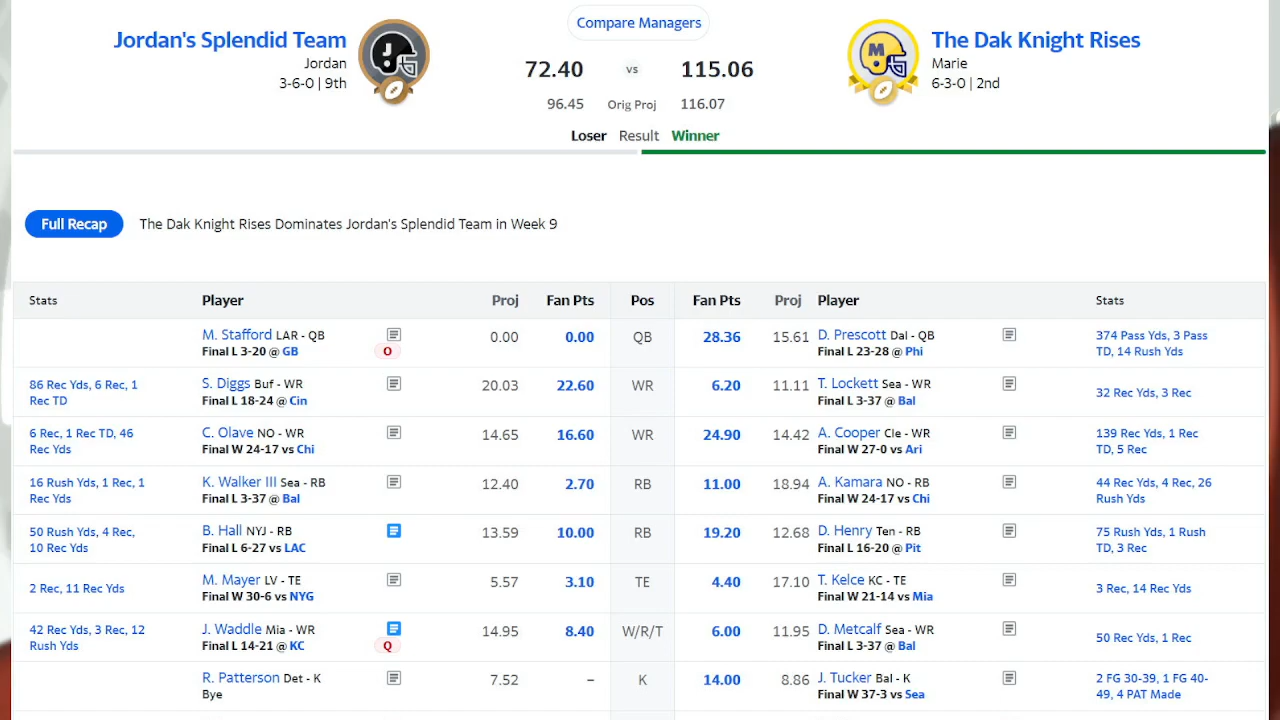 Compare Managers
Jordan's Splendid Team
Jordan
3-6-0 | 9th
J
72.40 vs 115.06
96.45 Orig Proj 116.07
Loser Result Winner
M
The Dak Knight Rises
Marie
6-3-0 | 2nd
Full Recap The Dak Knight Rises Dominates Jordan's Splendid Team in Week 9
Stats Player Proj Fan Pts Pos Fan Pts Proj Player Stats
M. Stafford LAR - QB 0.00 0.00 QB 28.36 15.61 D. Prescott Dal - QB 374 Pass Yds, 3 Pass
Final L 3-20 @ GB O Final L 23-28 @ Phi TD, 14 Rush Yds
86 Rec Yds, 6 Rec, 1 S. Diggs Buf - WR 20.03 22.60 WR 6.20 11.11 T. Lockett Sea - WR 32 Rec Yds, 3 Rec
Rec TD Final L 18-24 @ Cin Final L 3-37 @ Bal
6 Rec, 1 Rec TD, 46 C. Olave NO - WR 14.65 16.60 WR 24.90 14.42 A. Cooper Cle - WR 139 Rec Yds, 1 Rec
Rec Yds Final W 24-17 vs Chi Final W 27-0 vs Ari TD, 5 Rec
16 Rush Yds, 1 Rec, 1 K. Walker III Sea - RB 12.40 2.70 RB 11.00 18.94 A. Kamara NO - RB 44 Rec Yds, 4 Rec, 26
Rec Yds Final L 3-37 @ Bal Final W 24-17 vs Chi Rush Yds
50 Rush Yds, 4 Rec, B. Hall NYJ - RB 13.59 10.00 RB 19.20 12.68 D. Henry Ten - RB 75 Rush Yds, 1 Rush
10 Rec Yds Final L 6-27 vs LAC Final L 16-20 @ Pit TD, 3 Rec
2 Rec, 11 Rec Yds M. Mayer LV - TE 5.57 3.10 TE 4.40 17.10 T. Kelce KC - TE 3 Rec, 14 Rec Yds
Final W 30-6 vs NYG Final W 21-14 vs Mia
42 Rec Yds, 3 Rec, 12 J. Waddle Mia - WR 14.95 8.40 W/R/T 6.00 11.95 D. Metcalf Sea - WR 50 Rec Yds, 1 Rec
Rush Yds Final L 14-21 @ KC Q Final L 3-37 @ Bal
R. Patterson Det - K 7.52 – K 14.00 8.86 J. Tucker Bal - K 2 FG 30-39, 1 FG 40-
Bye Final W 37-3 vs Sea 49, 4 PAT Made